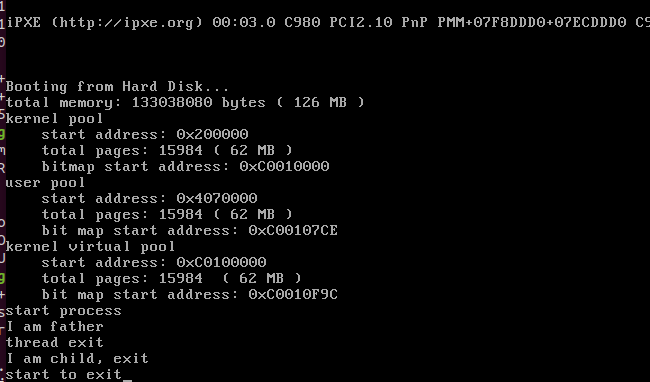 iPXE (http://ipxe.org) 00:03.0 C980 PCI2.10 PnP PMM+07F8DDD0+07ECDDD0 C9
Booting from Hard Disk...
total memory: 133038080 bytes ( 126 MB )
kernel pool
    start address: 0x200000
    total pages: 15984 ( 62 MB )
    bitmap start address: 0xC0010000
user pool
    start address: 0x4070000
    total pages: 15984 ( 62 MB )
    bit map start address: 0xC00107CE
kernel virtual pool
    start address: 0xC0100000
    total pages: 15984  ( 62 MB )
    bit map start address: 0xC0010F9C
start process
I am father
thread exit
I am child, exit
start to exit